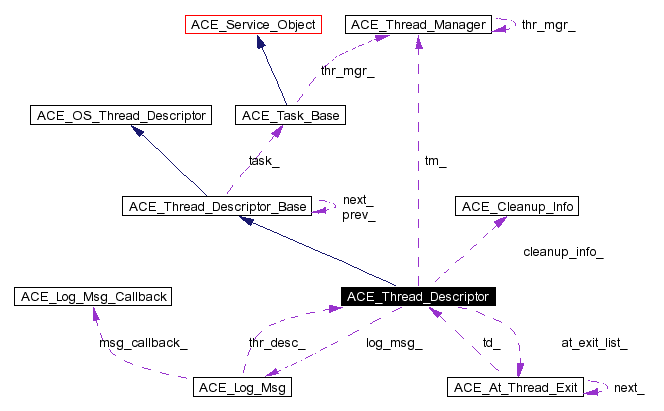 ACE_Service_Object
ACE_Thread_Manager
thr_mgr_
thr_mgr_
ACE_OS_Thread_Descriptor
ACE_Task_Base
task_
tm_
ACE_Thread_Descriptor_Base
next_
prev_
ACE_Cleanup_Info
cleanup_info_
ACE_Log_Msg_Callback
ACE_Thread_Descriptor
msg_callback_
thr_desc_
log_msg_
td_
at_exit_list_
ACE_Log_Msg
ACE_At_Thread_Exit
next_